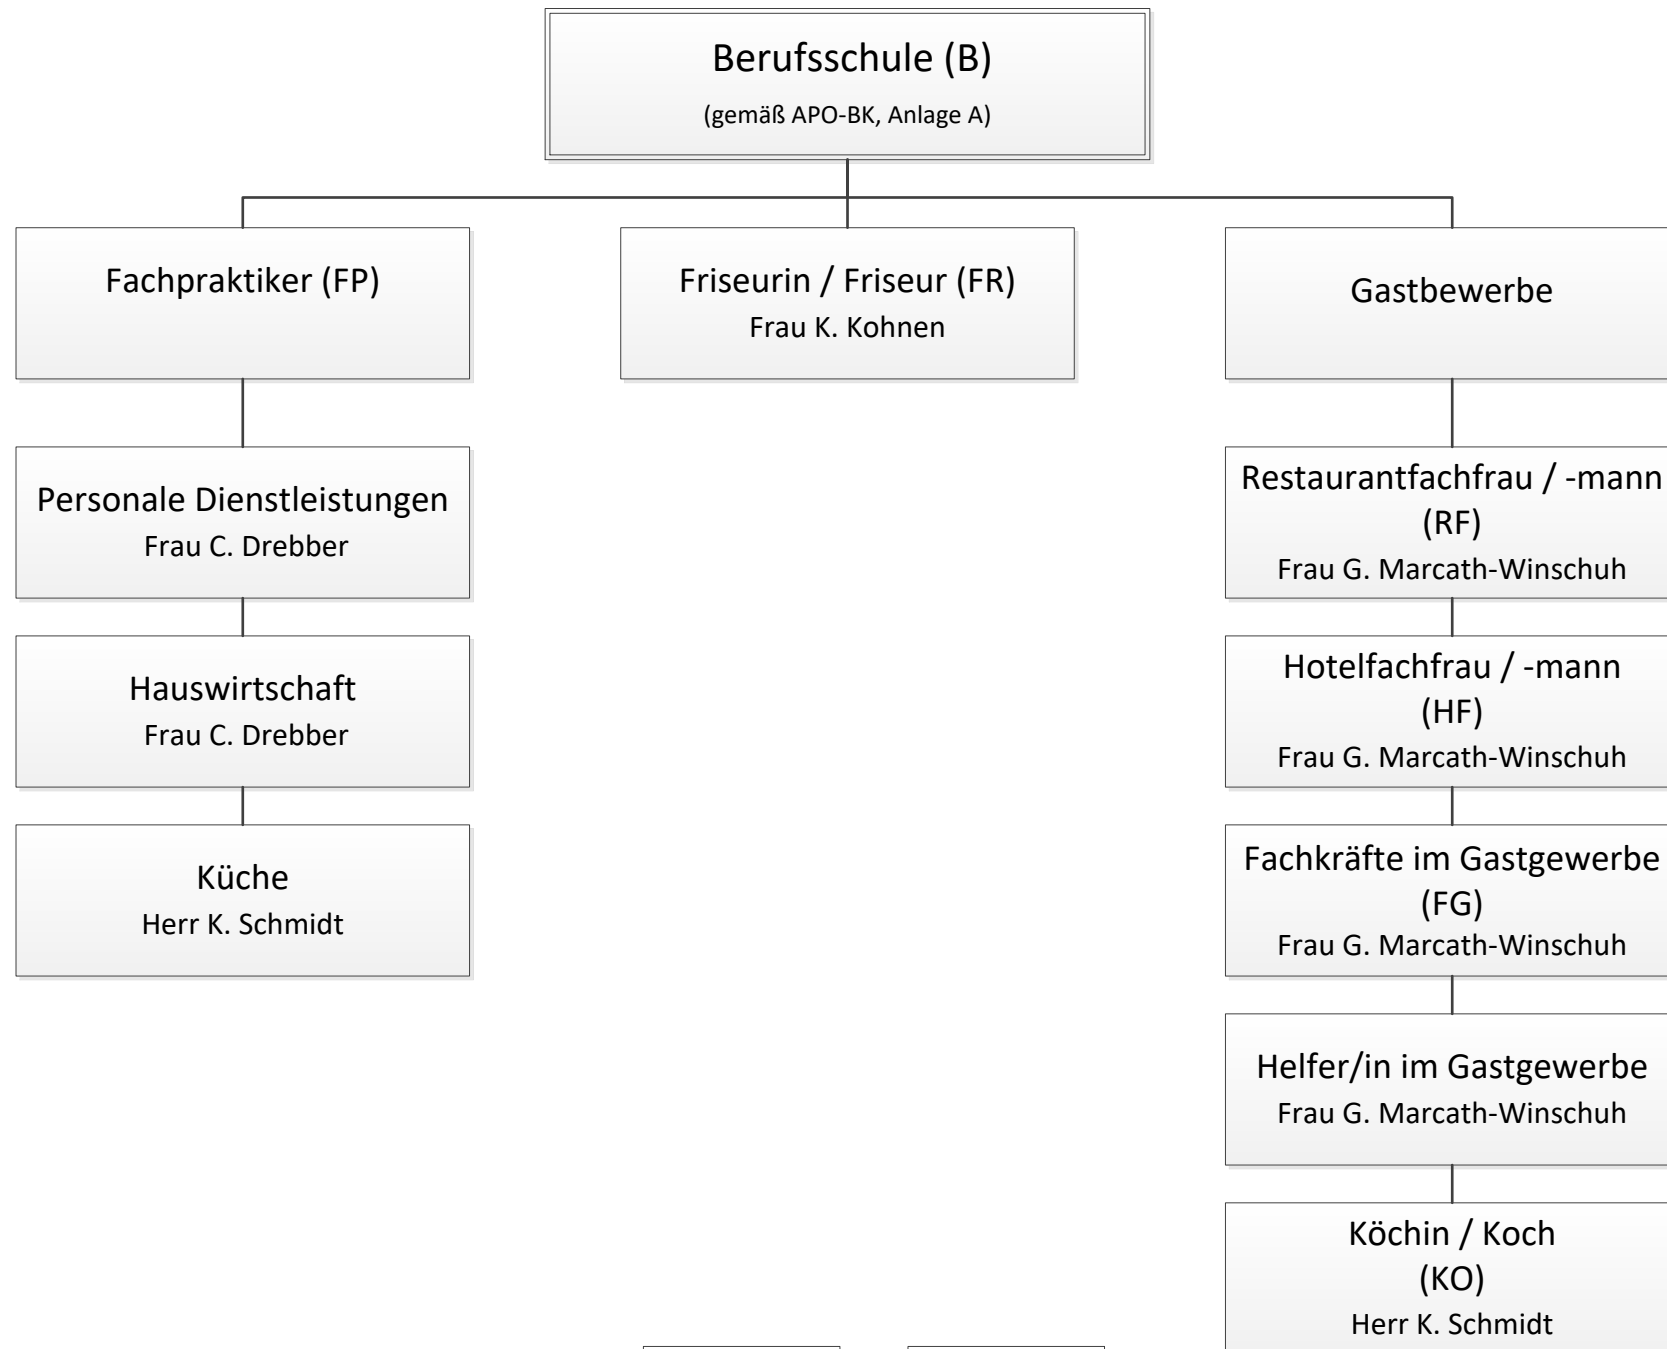 Berufsschule (B)
(gemäß APO-BK, Anlage A)
Fachpraktiker (FP)
Friseurin / Friseur (FR)
Frau K. Kohnen
Gastbewerbe
Personale Dienstleistungen
Frau C. Drebber
Hauswirtschaft
Frau C. Drebber
Küche
Herr K. Schmidt
Restaurantfachfrau / -mann
(RF)
Frau G. Marcath-Winschuh
Hotelfachfrau / -mann
(HF)
Frau G. Marcath-Winschuh
Fachkräfte im Gastgewerbe
(FG)
Frau G. Marcath-Winschuh
Helfer/in im Gastgewerbe
Frau G. Marcath-Winschuh
Köchin / Koch
(KO)
Herr K. Schmidt